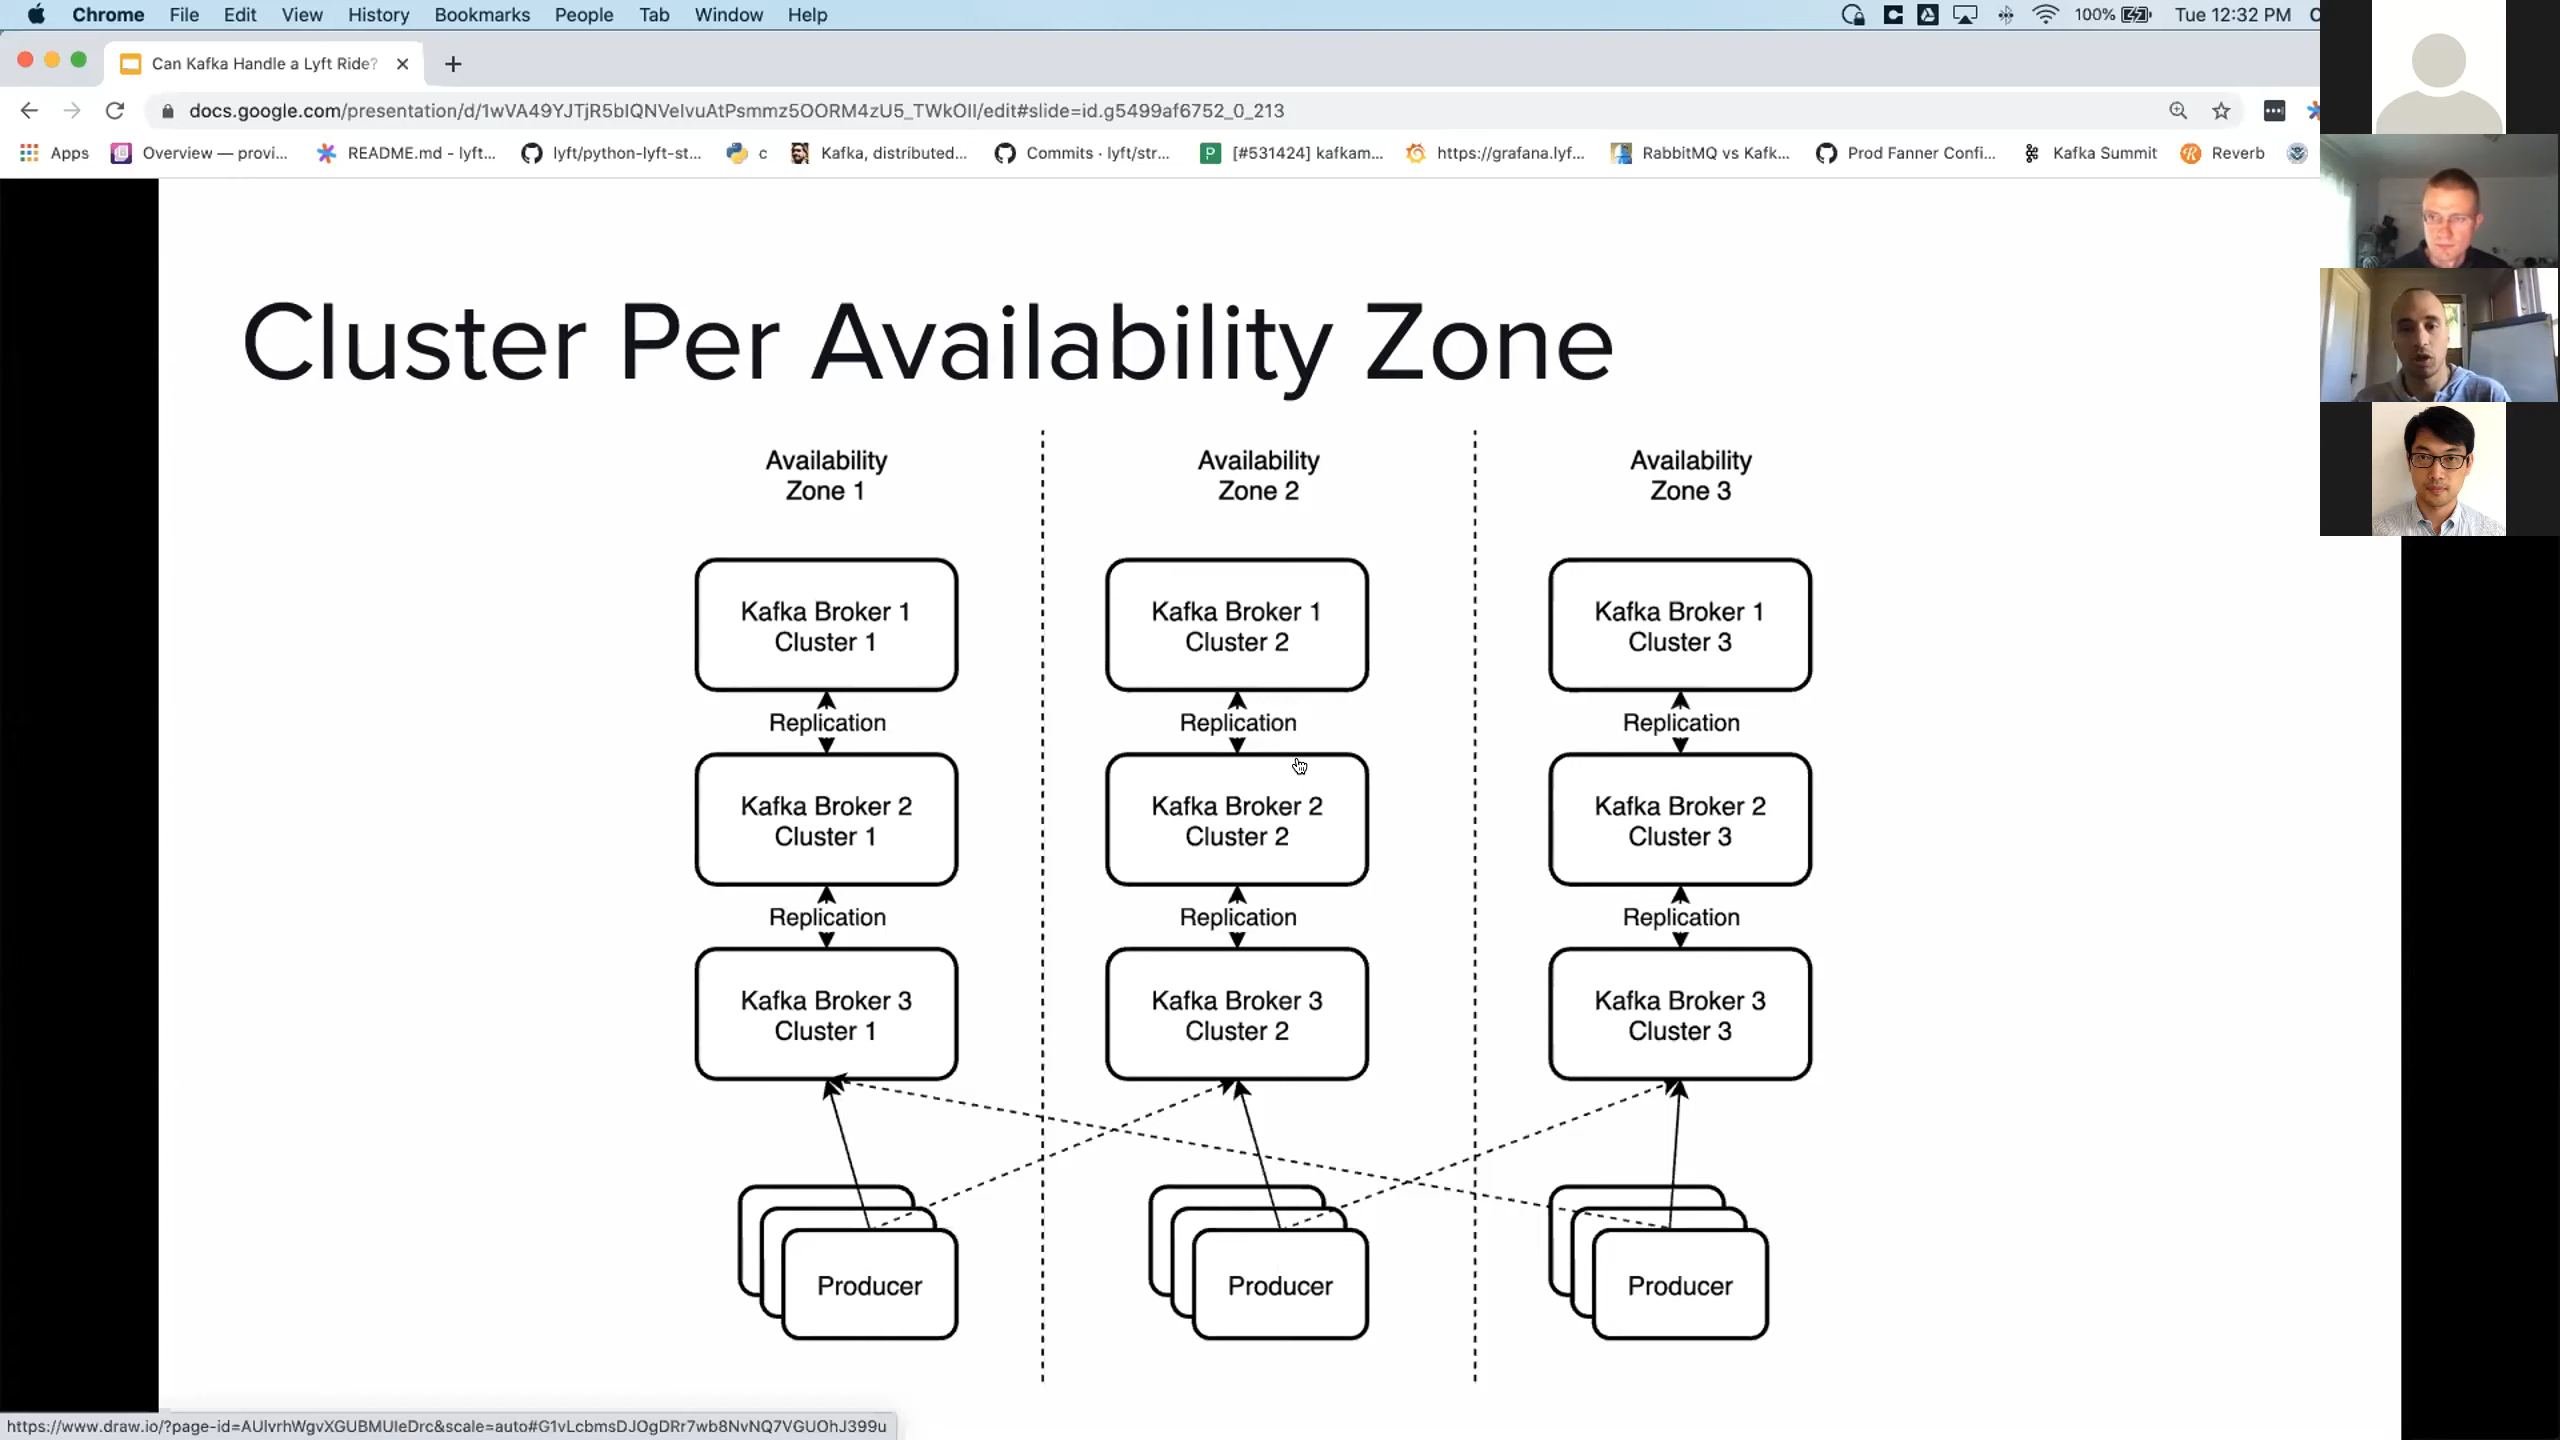 Chrome File Edit View History Bookmarks People Tab Window Help 100% Tue 12:32 PM
Can Kafka Handle a Lyft Ride?
docs.google.com/presentation/d/1wVA49YJTjR5bIQNVeIvuAtPsmmz5OORM4zU5_TWkOII/edit#slide=id.g5499af6752_0_213
Apps Overview — provi... README.md - lyft... lyft/python-lyft-st... c Kafka, distributed... Commits · lyft/str... [#531424] kafkam... https://grafana.lyf... RabbitMQ vs Kafk... Prod Fanner Confi... Kafka Summit Reverb
Cluster Per Availability Zone
Availability
Zone 1
Availability
Zone 2
Availability
Zone 3
Kafka Broker 1
Cluster 1
Kafka Broker 1
Cluster 2
Kafka Broker 1
Cluster 3
Replication
Replication
Replication
Kafka Broker 2
Cluster 1
Kafka Broker 2
Cluster 2
Kafka Broker 2
Cluster 3
Replication
Replication
Replication
Kafka Broker 3
Cluster 1
Kafka Broker 3
Cluster 2
Kafka Broker 3
Cluster 3
Producer
Producer
Producer
https://www.draw.io/?page-id=AUlvrhWgvXGUBMUIeDrc&scale=auto#G1vLcbmsDJOgDRr7wb8NvNQ7VGUOhJ399u